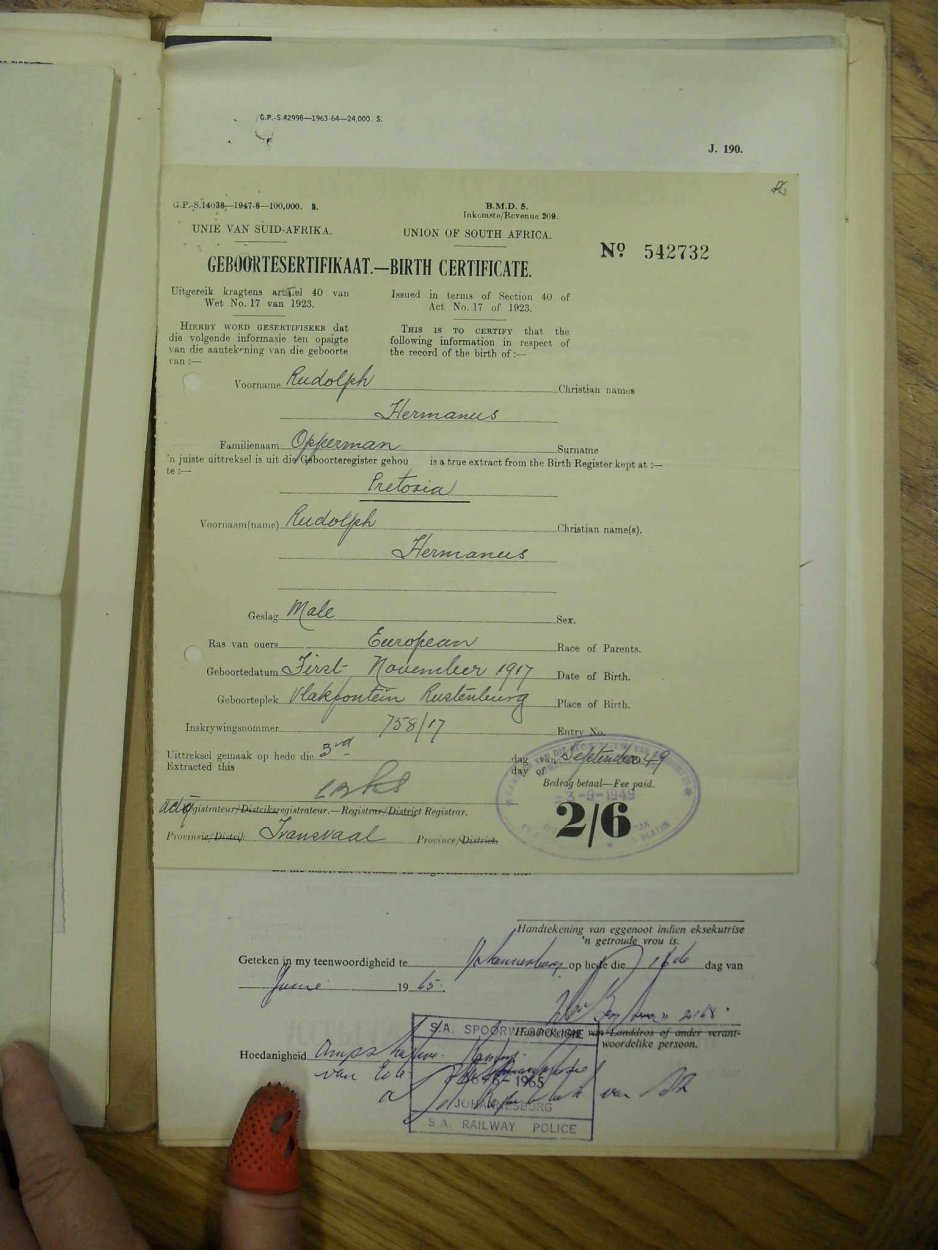 G.P.-S.42998—1963-64—24,000. S.
J. 190.
G.P.-S.14038—1947-8—100,000. S.
B.M.D. 5.
Inkomste/Revenue 209.
UNIE VAN SUID-AFRIKA.
UNION OF SOUTH AFRICA.
No 542732
GEBOORTESERTIFIKAAT.—BIRTH CERTIFICATE.
Uitgereik kragtens artikel 40 van
Wet No. 17 van 1923.
Issued in terms of Section 40 of
Act No. 17 of 1923.
HIERBY WORD GESERTIFISEER dat
die volgende informasie ten opsigte
van die aantekening van die geboorte
van :—
THIS IS TO CERTIFY that the
following information in respect of
the record of the birth of :—
Voorname Rudolph Christian names
Hermanus
Familienaam Opperman Surname
'n juiste uittreksel is uit die Geboorteregister gehou
te :—
is a true extract from the Birth Register kept at :—
Pretoria
Voornaam(name) Rudolph Christian name(s).
Hermanus
Geslag Male Sex.
Ras van ouers European Race of Parents.
Geboortedatum First November 1917 Date of Birth.
Geboorteplek Vlakfontein Rustenburg Place of Birth.
Inskrywingsnommer 758/17 Entry No.
Uittreksel gemaak op hede die 3rd dag van September 1949
Extracted this day of
Bedrag betaal—Fee paid.
3-9-1949
2/6
DEATHS
Registrateur/Distriksregistrateur.—Registrar/District Registrar.
Provinsie/Distrik Transvaal Province/District.
Handtekening van eggenoot indien eksekutrise
'n getroude vrou is.
Geteken in my teenwoordigheid te Johannesburg op hede die 16de dag van
Junie 1965.
van Landdros of ander verant-
woordelike persoon.
Hoedanigheid
S.A. SPOORWEGPOLISIE
1965
JOHANNESBURG
S.A. RAILWAY POLICE